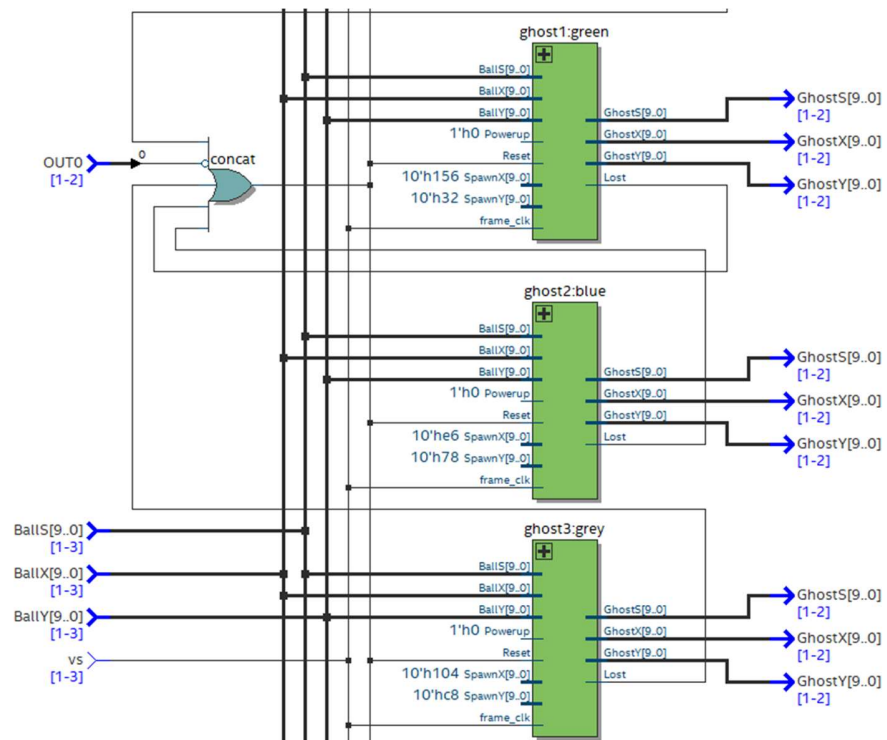 ghost1:green
BallS[9..0]
BallX[9..0]
BallY[9..0]
1'h0 Powerup
Reset
10'h156 SpawnX[9..0]
10'h32 SpawnY[9..0]
frame_clk
GhostS[9..0]
GhostX[9..0]
GhostY[9..0]
Lost
GhostS[9..0]
[1-2]
GhostX[9..0]
[1-2]
GhostY[9..0]
[1-2]
OUT0
[1-2]
0
concat
ghost2:blue
BallS[9..0]
BallX[9..0]
BallY[9..0]
1'h0 Powerup
Reset
10'he6 SpawnX[9..0]
10'h78 SpawnY[9..0]
frame_clk
GhostS[9..0]
GhostX[9..0]
GhostY[9..0]
Lost
GhostS[9..0]
[1-2]
GhostX[9..0]
[1-2]
GhostY[9..0]
[1-2]
BallS[9..0]
[1-3]
BallX[9..0]
[1-3]
BallY[9..0]
[1-3]
vs
[1-3]
ghost3:grey
BallS[9..0]
BallX[9..0]
BallY[9..0]
1'h0 Powerup
Reset
10'h104 SpawnX[9..0]
10'hc8 SpawnY[9..0]
frame_clk
GhostS[9..0]
GhostX[9..0]
GhostY[9..0]
Lost
GhostS[9..0]
[1-2]
GhostX[9..0]
[1-2]
GhostY[9..0]
[1-2]